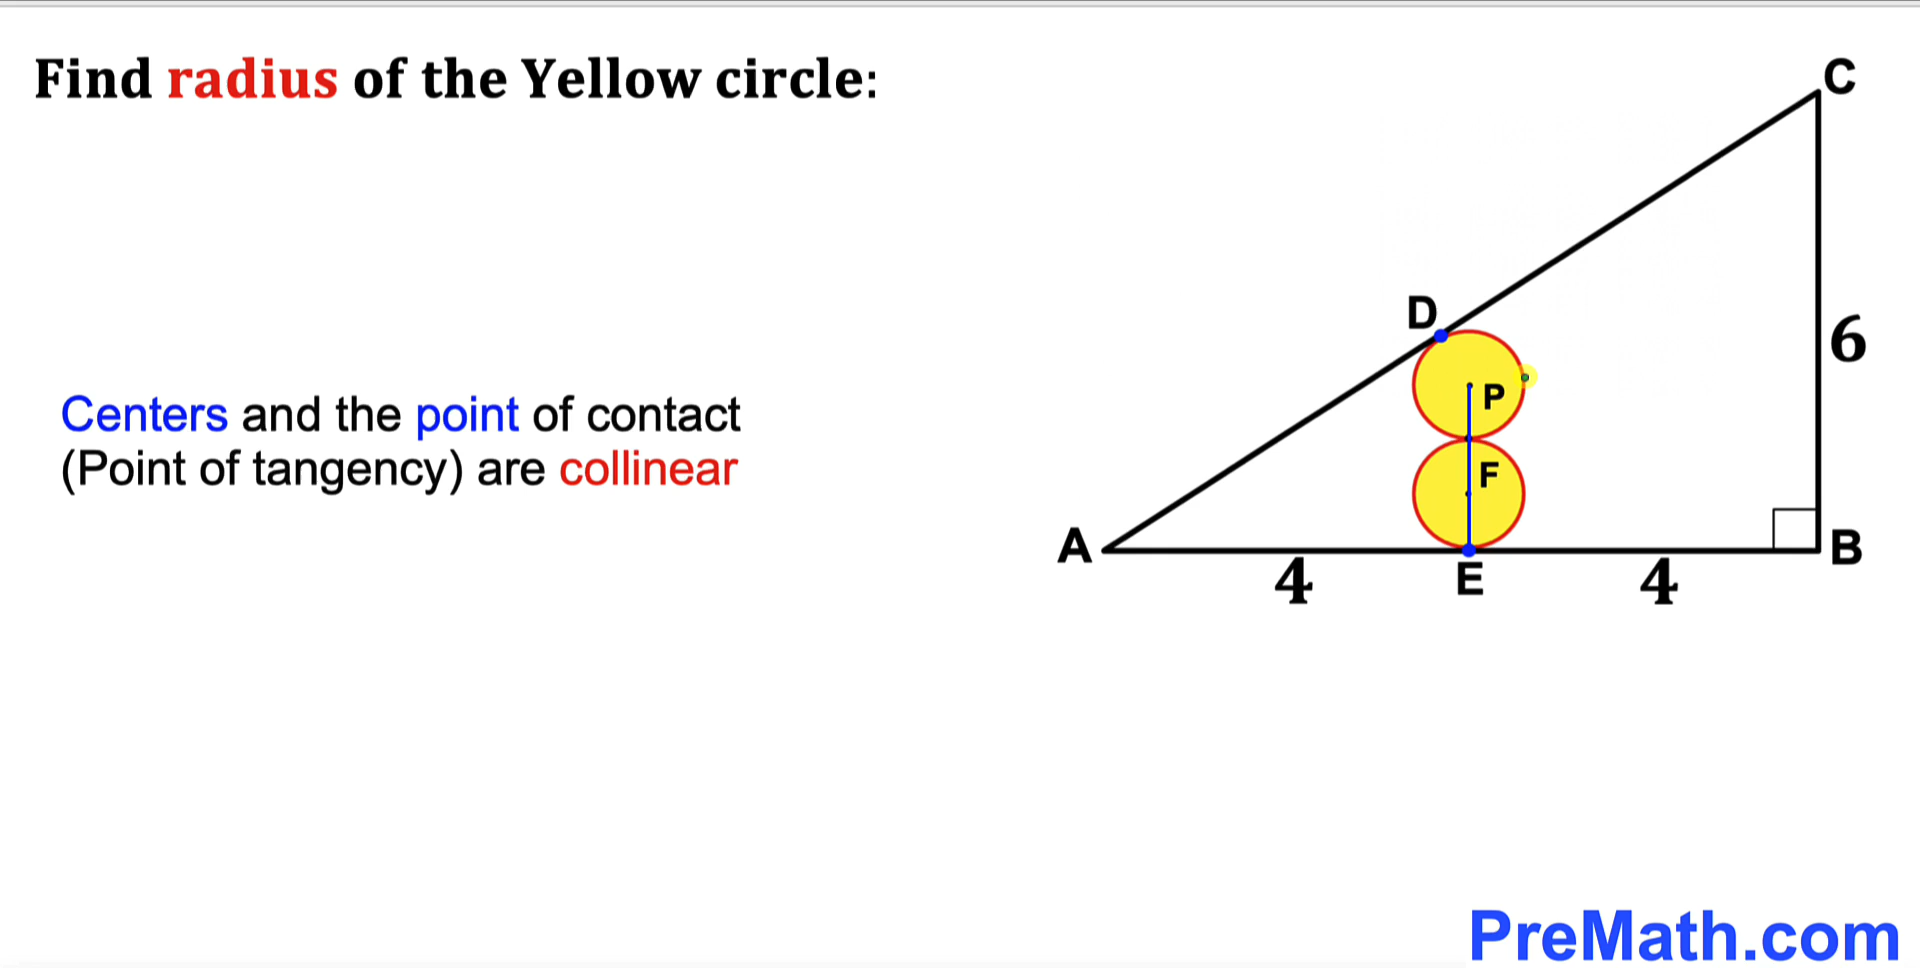 Find radius of the Yellow circle:
C
D
6
P
Centers and the point of contact
(Point of tangency) are collinear
F
A
B
4
E
4
PreMath.com